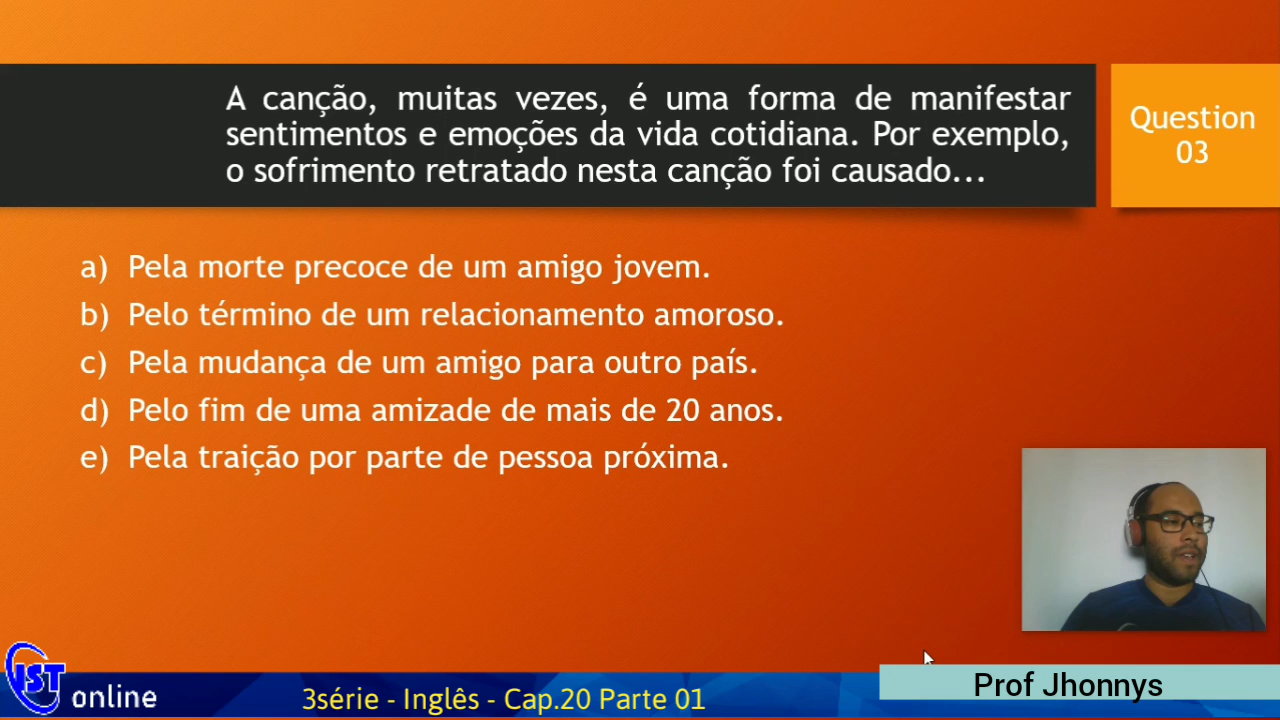 A canção, muitas vezes, é uma forma de manifestar
sentimentos e emoções da vida cotidiana. Por exemplo,
o sofrimento retratado nesta canção foi causado...
Question
03
a) Pela morte precoce de um amigo jovem.
b) Pelo término de um relacionamento amoroso.
c) Pela mudança de um amigo para outro país.
d) Pelo fim de uma amizade de mais de 20 anos.
e) Pela traição por parte de pessoa próxima.
IST online
3série - Inglês - Cap.20 Parte 01
Prof Jhonnys